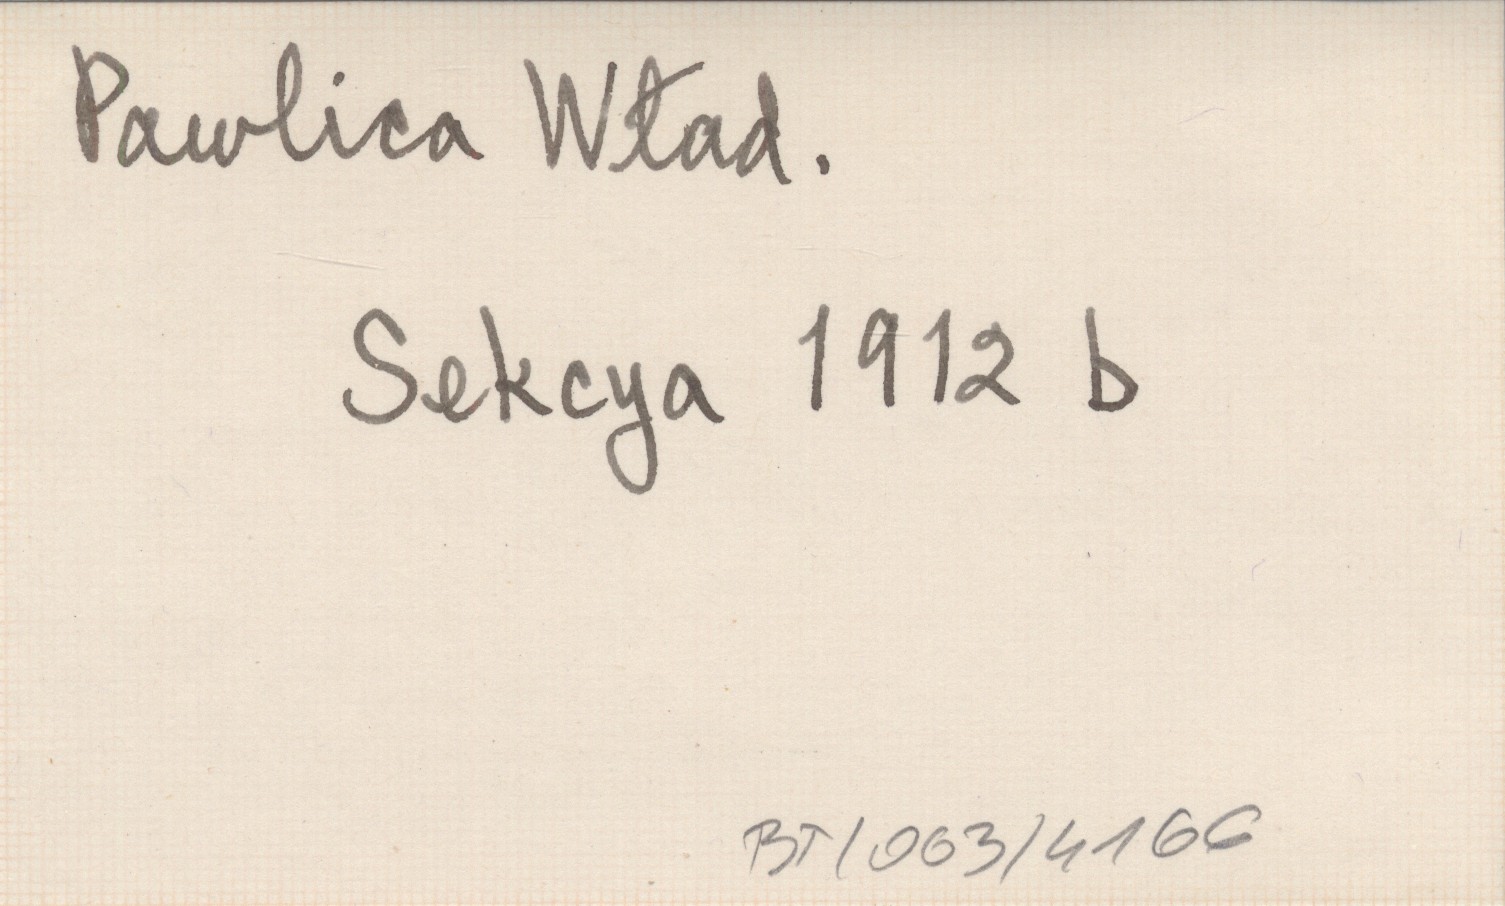 Pawlica Wład.
Sekcya 1912 b
BT/063/4166